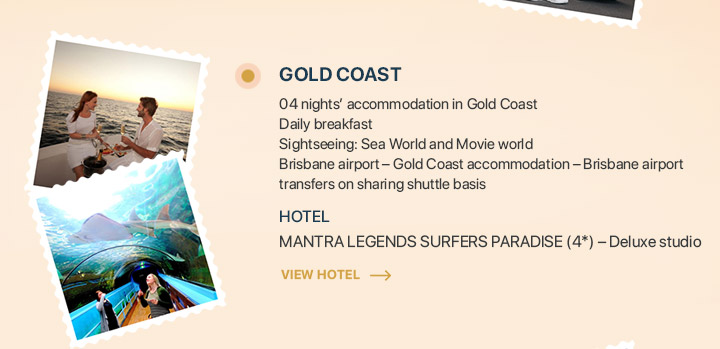 GOLD COAST
04 nights’ accommodation in Gold Coast
Daily breakfast
Sightseeing: Sea World and Movie world
Brisbane airport – Gold Coast accommodation – Brisbane airport
transfers on sharing shuttle basis
HOTEL
MANTRA LEGENDS SURFERS PARADISE (4*) – Deluxe studio
VIEW HOTEL